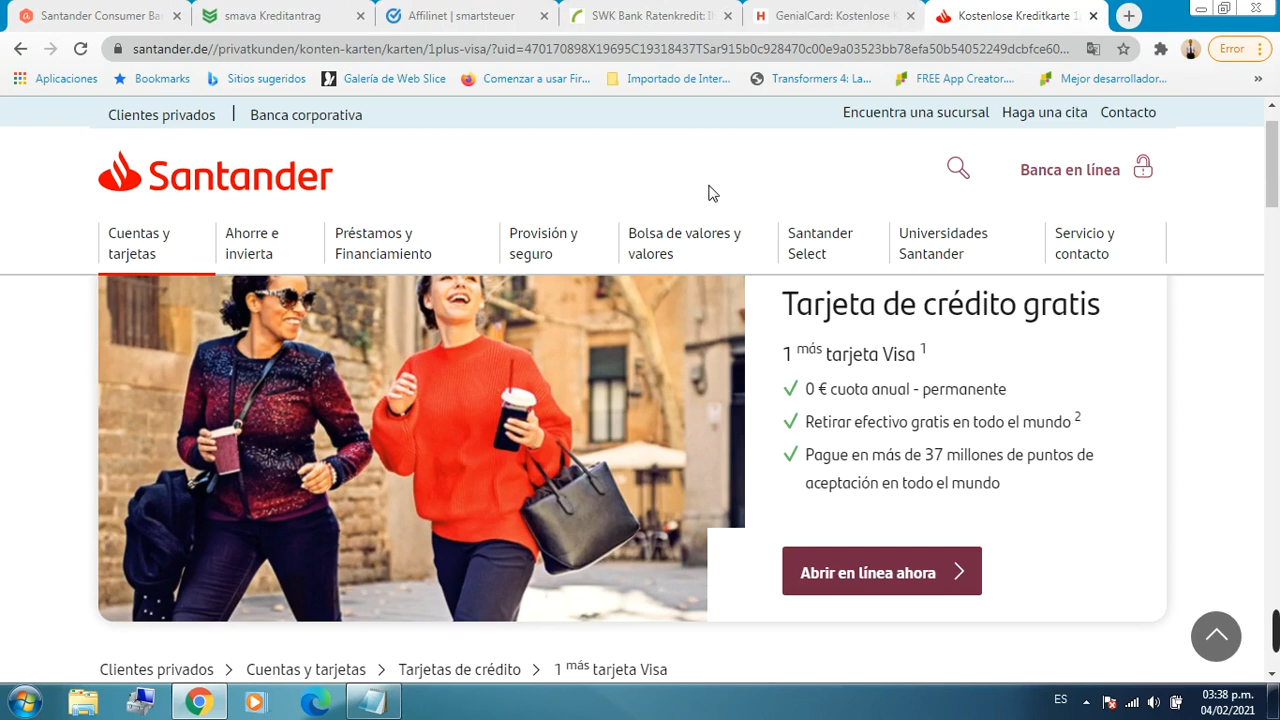 Santander Consumer Ba
smava Kreditantrag
Affilinet | smartsteuer
SWK Bank Ratenkredit: I
GenialCard: Kostenlose K
Kostenlose Kreditkarte 1
santander.de//privatkunden/konten-karten/karten/1plus-visa/?uid=470170098X19695C19318437TSar915b0c928470c00e9a03523bb78efa50b54052249dcbfce60...
Error
Aplicaciones
Bookmarks
Sitios sugeridos
Galería de Web Slice
Comenzar a usar Fir...
Importado de Inter...
Transformers 4: La...
FREE App Creator....
Mejor desarrollador...
»
Clientes privados | Banca corporativa
Encuentra una sucursal Haga una cita Contacto
Santander
Banca en línea
Cuentas y tarjetas
Ahorre e invierta
Préstamos y Financiamiento
Provisión y seguro
Bolsa de valores y valores
Santander Select
Universidades Santander
Servicio y contacto
Tarjeta de crédito gratis
1 más tarjeta Visa 1
0 € cuota anual - permanente
Retirar efectivo gratis en todo el mundo 2
Pague en más de 37 millones de puntos de
aceptación en todo el mundo
Abrir en línea ahora
Clientes privados > Cuentas y tarjetas > Tarjetas de crédito > 1 más tarjeta Visa
ES
03:38 p.m.
04/02/2021